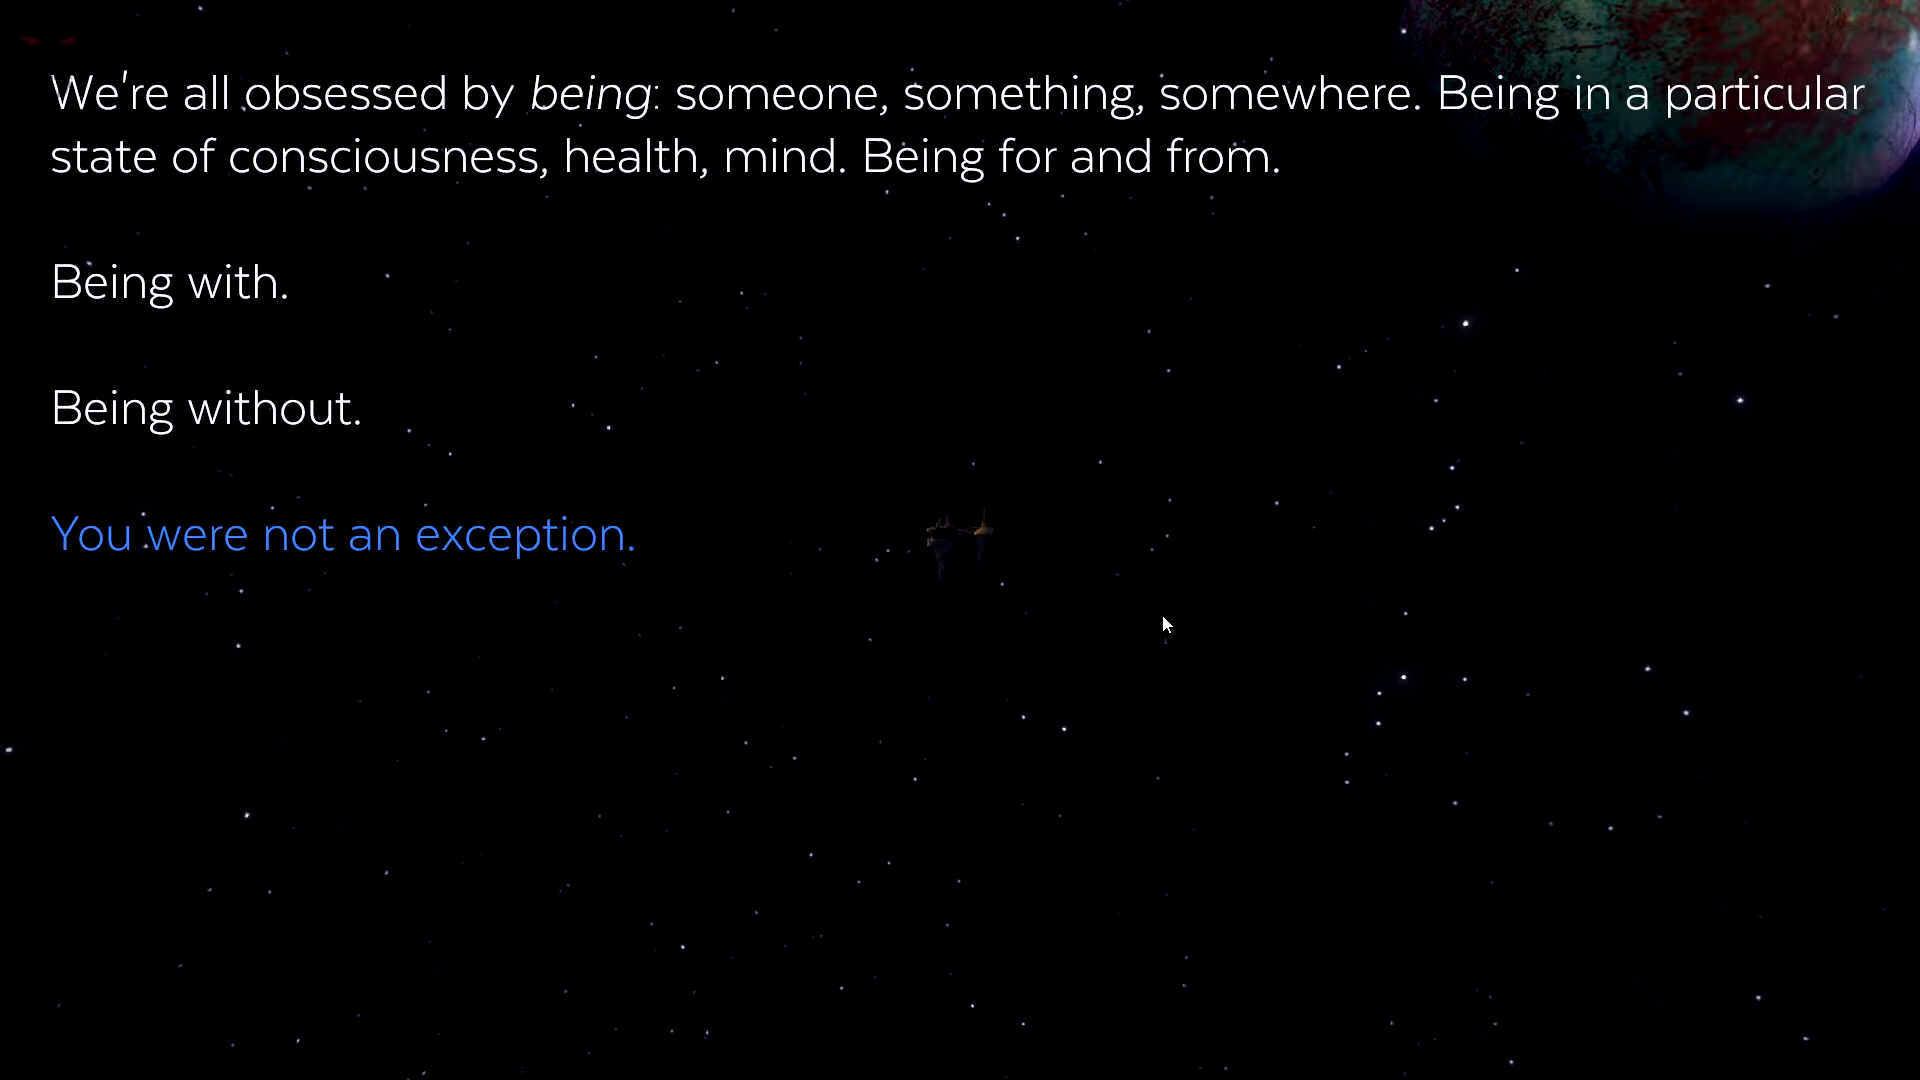 We're all obsessed by being: someone, something, somewhere. Being in a particular
state of consciousness, health, mind. Being for and from.
Being with.
Being without.
You were not an exception.